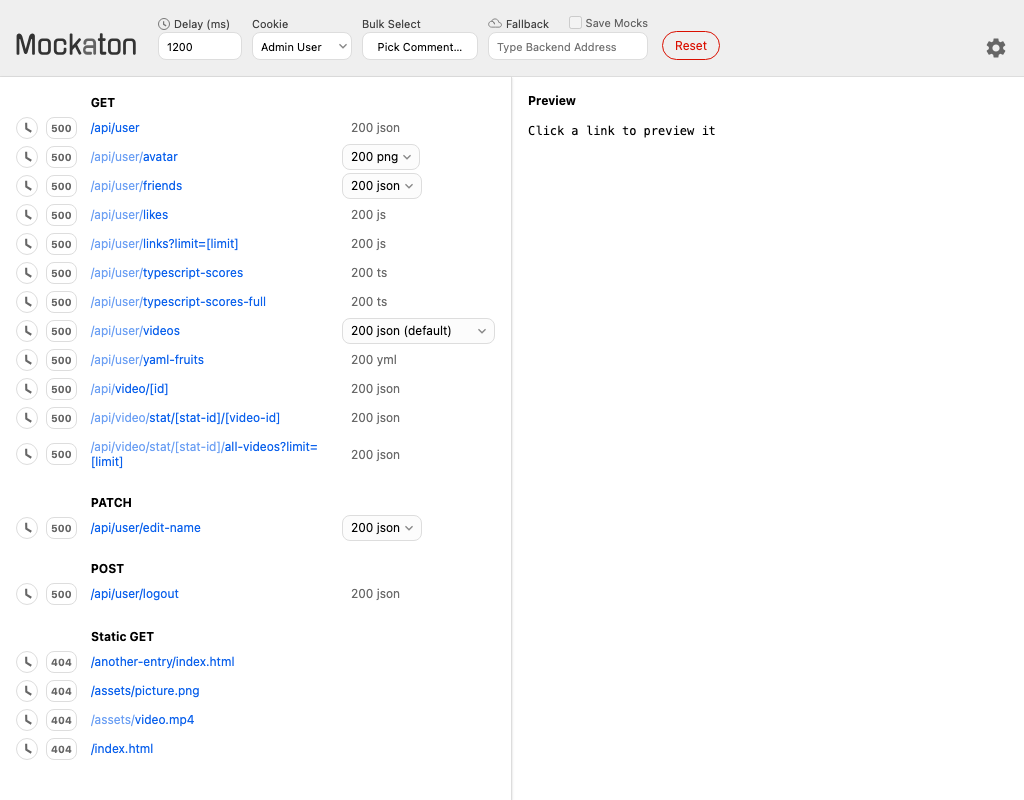 Mockaton
Delay (ms)
1200
Cookie
Admin User
Bulk Select
Pick Comment...
Fallback
Save Mocks
Type Backend Address
Reset
GET
500 /api/user 200 json
500 /api/user/avatar 200 png
500 /api/user/friends 200 json
500 /api/user/likes 200 js
500 /api/user/links?limit=[limit] 200 js
500 /api/user/typescript-scores 200 ts
500 /api/user/typescript-scores-full 200 ts
500 /api/user/videos 200 json (default)
500 /api/user/yaml-fruits 200 yml
500 /api/video/[id] 200 json
500 /api/video/stat/[stat-id]/[video-id] 200 json
500 /api/video/stat/[stat-id]/all-videos?limit= 200 json
[limit]
PATCH
500 /api/user/edit-name 200 json
POST
500 /api/user/logout 200 json
Static GET
404 /another-entry/index.html
404 /assets/picture.png
404 /assets/video.mp4
404 /index.html
Preview
Click a link to preview it